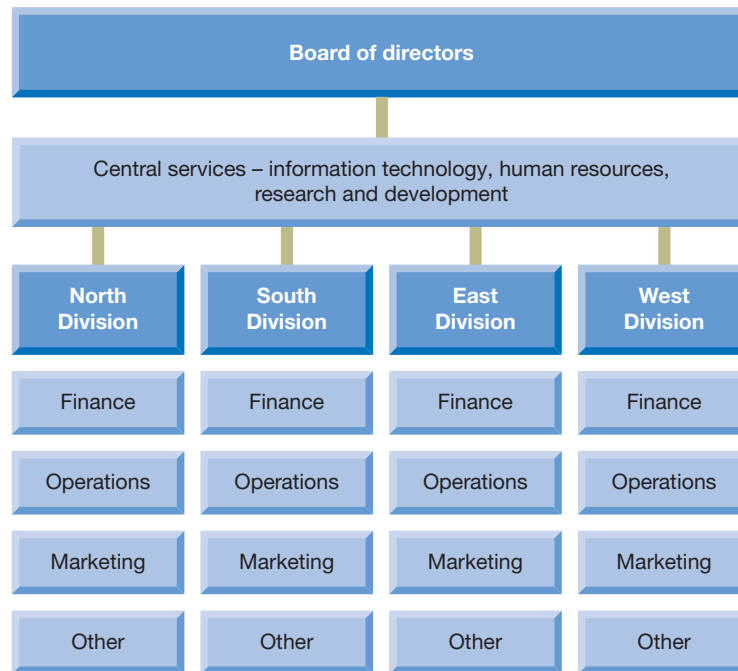 Board of directors
Central services – information technology, human resources,
research and development
North
Division
South
Division
East
Division
West
Division
Finance
Finance
Finance
Finance
Operations
Operations
Operations
Operations
Marketing
Marketing
Marketing
Marketing
Other
Other
Other
Other